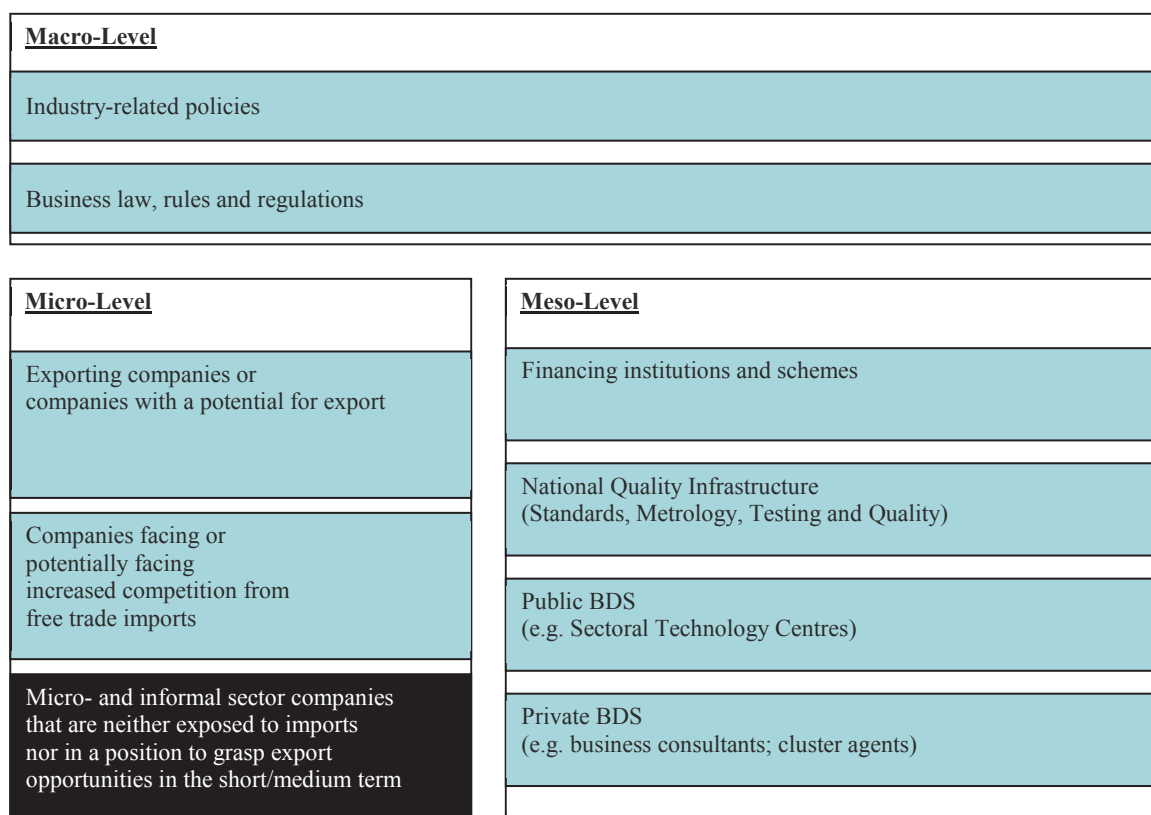 Macro-Level
Industry-related policies
Business law, rules and regulations
Micro-Level
Exporting companies or
companies with a potential for export
Companies facing or
potentially facing
increased competition from
free trade imports
Micro- and informal sector companies
that are neither exposed to imports
nor in a position to grasp export
opportunities in the short/medium term
Meso-Level
Financing institutions and schemes
National Quality Infrastructure
(Standards, Metrology, Testing and Quality)
Public BDS
(e.g. Sectoral Technology Centres)
Private BDS
(e.g. business consultants; cluster agents)